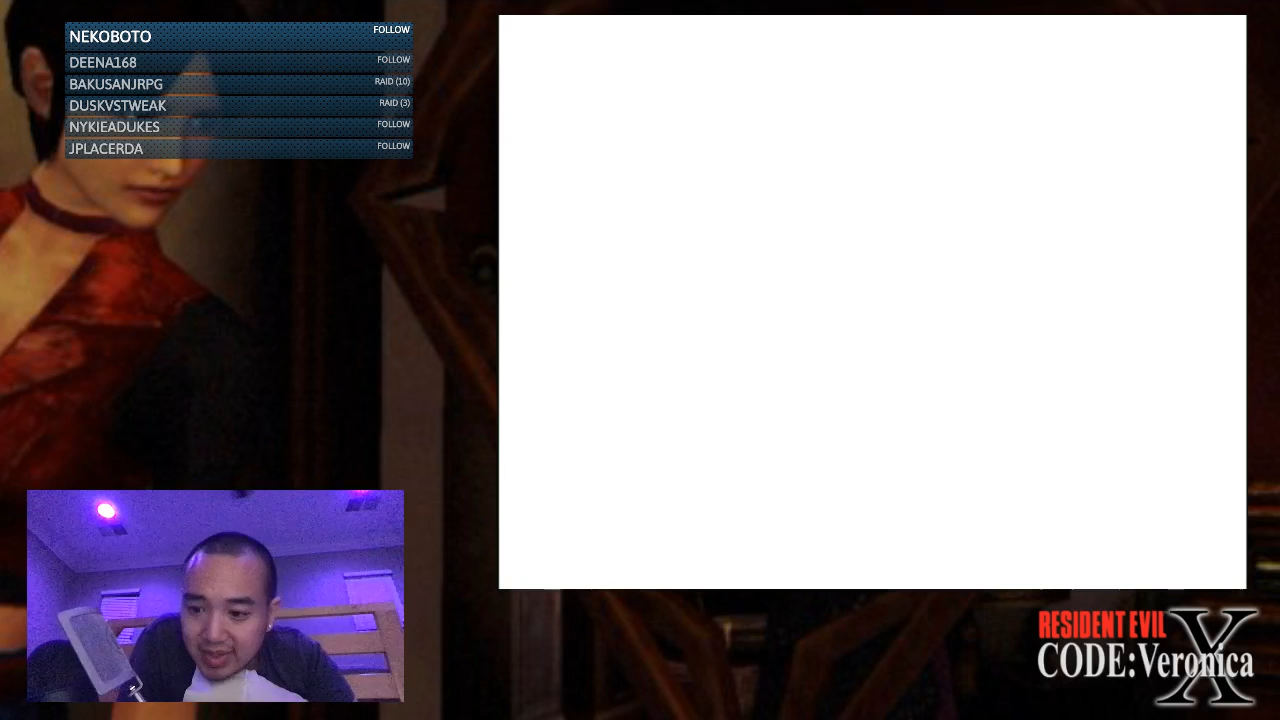 NEKOBOTO FOLLOW
DEENA168 FOLLOW
BAKUSANJRPG RAID (10)
DUSKVSTWEAK RAID (3)
NYKIEADUKES FOLLOW
JPLACERDA FOLLOW
RESIDENT EVIL
CODE:Veronica X